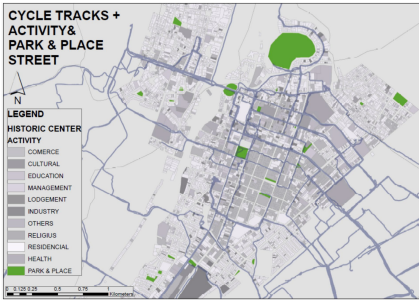 CYCLE TRACKS +
ACTIVITY&
PARK & PLACE
STREET
N
LEGEND
HISTORIC CENTER
ACTIVITY
COMERCE
CULTURAL
EDUCATION
MANAGEMENT
LODGEMENT
INDUSTRY
OTHERS
RELIGIUS
RESIDENCIAL
HEALTH
PARK & PLACE
0 0.125 0.25 0.5 0.75 1
Kilometers